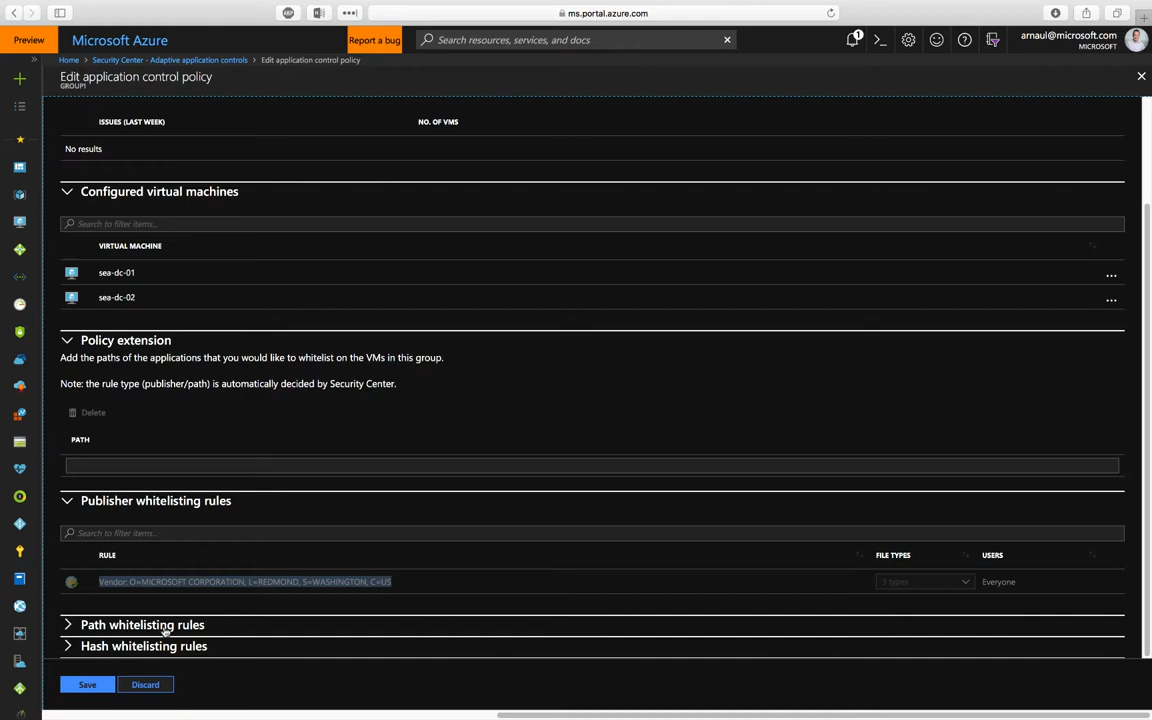 ms.portal.azure.com
ABP
Preview
Microsoft Azure
Report a bug
Search resources, services, and docs
1
arnaul@microsoft.com
MICROSOFT
Home > Security Center - Adaptive application controls > Edit application control policy
Edit application control policy
GROUP1
ISSUES (LAST WEEK) NO. OF VMS
No results
Configured virtual machines
Search to filter items...
VIRTUAL MACHINE
sea-dc-01
sea-dc-02
Policy extension
Add the paths of the applications that you would like to whitelist on the VMs in this group.
Note: the rule type (publisher/path) is automatically decided by Security Center.
Delete
PATH
Publisher whitelisting rules
Search to filter items...
RULE FILE TYPES USERS
Vendor: O=MICROSOFT CORPORATION, L=REDMOND, S=WASHINGTON, C=US 3 types Everyone
Path whitelisting rules
Hash whitelisting rules
Save Discard